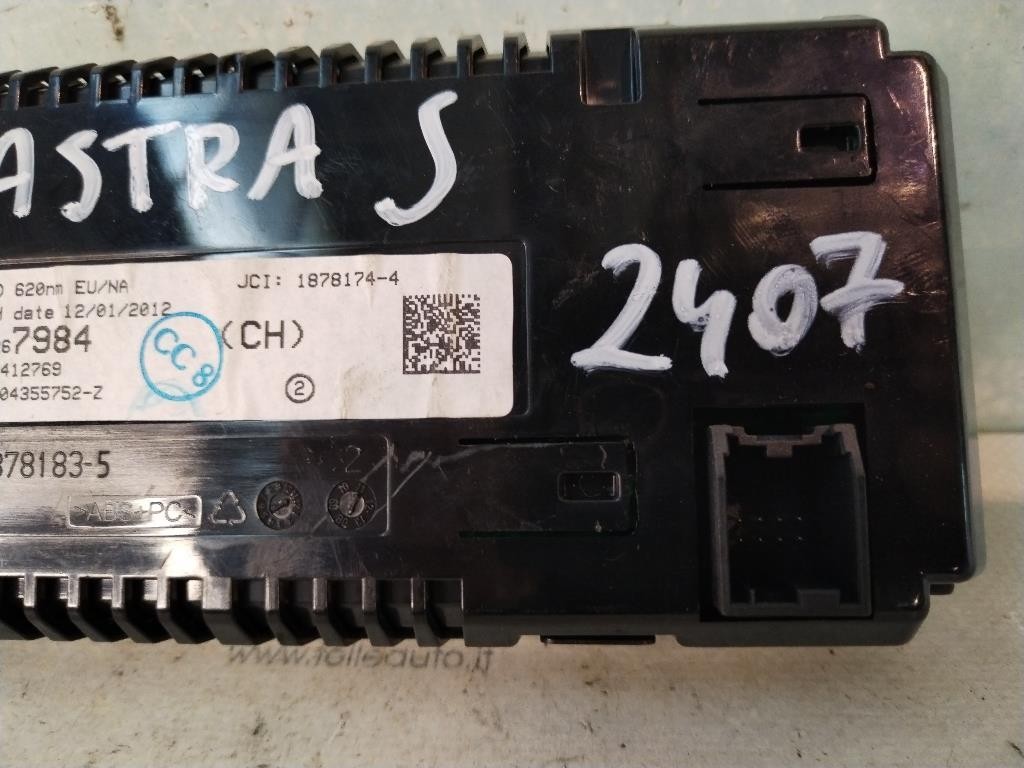 ASTRA J
2407
620nm EU/NA JCI: 1878174-4
date 12/01/2012
7984 (CH)
CC8
412769
04355752-Z 2
878183-5 2
>ABS+PC<
www.rolleauto.it